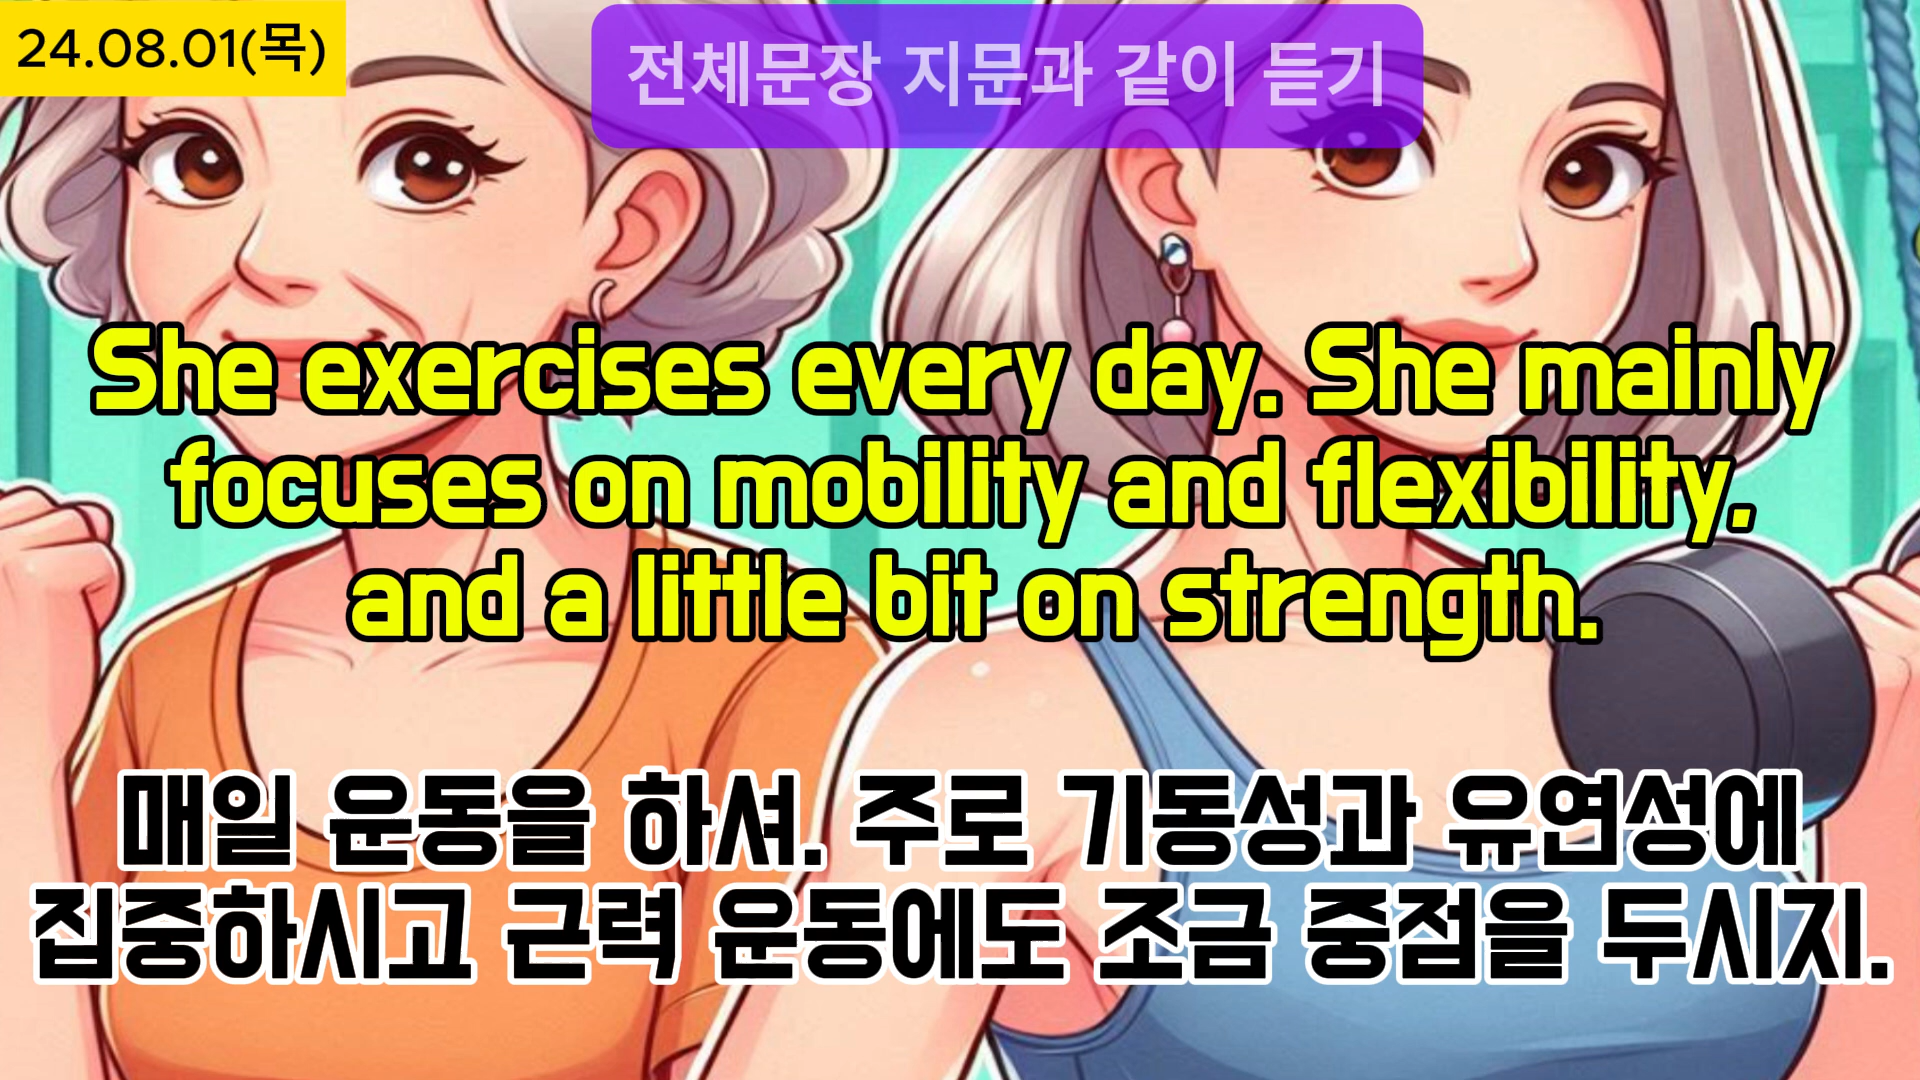 24.08.01(목)
전체문장 지문과 같이 듣기
She exercises every day. She mainly
focuses on mobility and flexibility,
and a little bit on strength.
매일 운동을 하셔. 주로 기동성과 유연성에
집중하시고 근력 운동에도 조금 중점을 두시지.